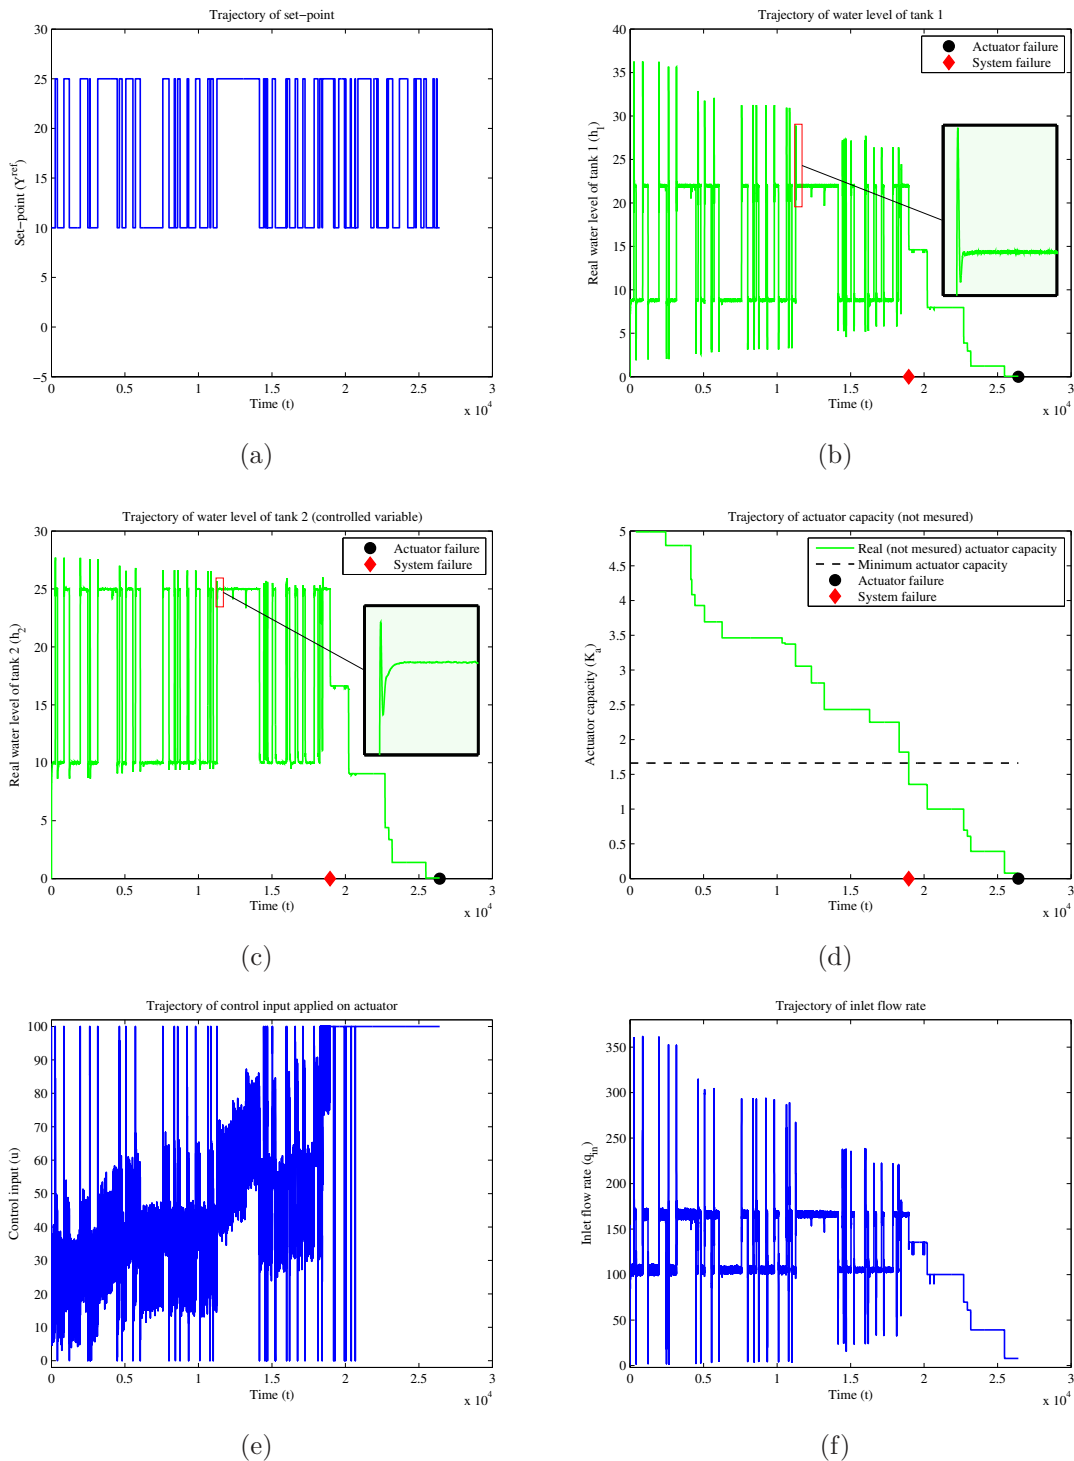 Trajectory of set−point
30
25
20
15
10
5
0
−5
0 0.5 1 1.5 2 2.5 3
x 10^4
Time (t)
Set−point (Y^ref)
(a)
Trajectory of water level of tank 1
Actuator failure
System failure
40
35
30
25
20
15
10
5
0
0 0.5 1 1.5 2 2.5 3
x 10^4
Time (t)
Real water level of tank 1 (h_1)
(b)
Trajectory of water level of tank 2 (controlled variable)
Actuator failure
System failure
30
25
20
15
10
5
0
0 0.5 1 1.5 2 2.5 3
x 10^4
Time (t)
Real water level of tank 2 (h_2)
(c)
Trajectory of actuator capacity (not mesured)
Real (not mesured) actuator capacity
Minimum actuator capacity
Actuator failure
System failure
5
4.5
4
3.5
3
2.5
2
1.5
1
0.5
0
0 0.5 1 1.5 2 2.5 3
x 10^4
Time (t)
Actuator capacity (K_a)
(d)
Trajectory of control input applied on actuator
100
90
80
70
60
50
40
30
20
10
0
0 0.5 1 1.5 2 2.5 3
x 10^4
Time (t)
Control input (u)
(e)
Trajectory of inlet flow rate
350
300
250
200
150
100
50
0
0 0.5 1 1.5 2 2.5 3
x 10^4
Time (t)
Inlet flow rate (q_in)
(f)